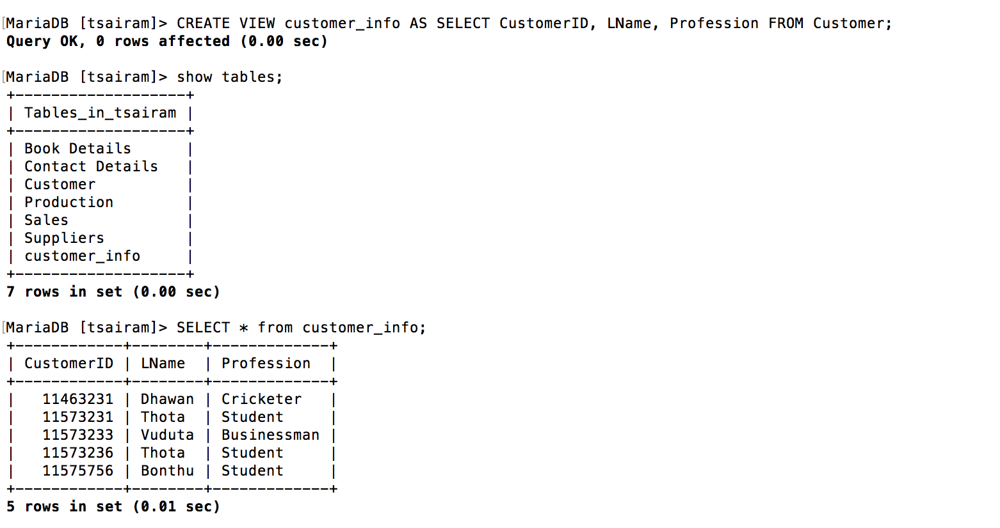 [MariaDB [tsairam]> CREATE VIEW customer_info AS SELECT CustomerID, LName, Profession FROM Customer;
Query OK, 0 rows affected (0.00 sec)

[MariaDB [tsairam]> show tables;
+-------------------+
| Tables_in_tsairam |
+-------------------+
| Book Details      |
| Contact Details   |
| Customer          |
| Production        |
| Sales             |
| Suppliers         |
| customer_info     |
+-------------------+
7 rows in set (0.00 sec)

[MariaDB [tsairam]> SELECT * from customer_info;
+------------+--------+-------------+
| CustomerID | LName  | Profession  |
+------------+--------+-------------+
|   11463231 | Dhawan | Cricketer   |
|   11573231 | Thota  | Student     |
|   11573233 | Vuduta | Businessman |
|   11573236 | Thota  | Student     |
|   11575756 | Bonthu | Student     |
+------------+--------+-------------+
5 rows in set (0.01 sec)